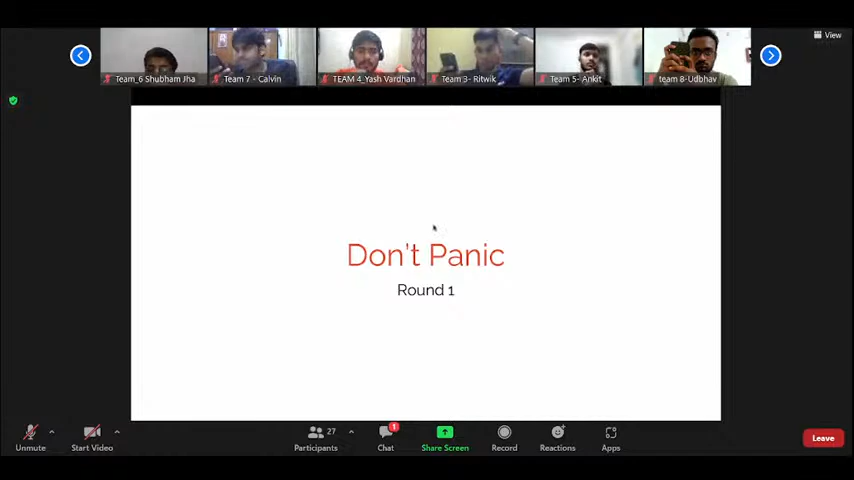 View
Team_6 Shubham Jha
Team 7 - Calvin
TEAM 4_Yash Vardhan
Team 3- Ritwik
Team 5- Ankit
team 8-Udbhav
Don't Panic
Round 1
Unmute
Start Video
27
Participants
1
Chat
Share Screen
Record
Reactions
Apps
Leave